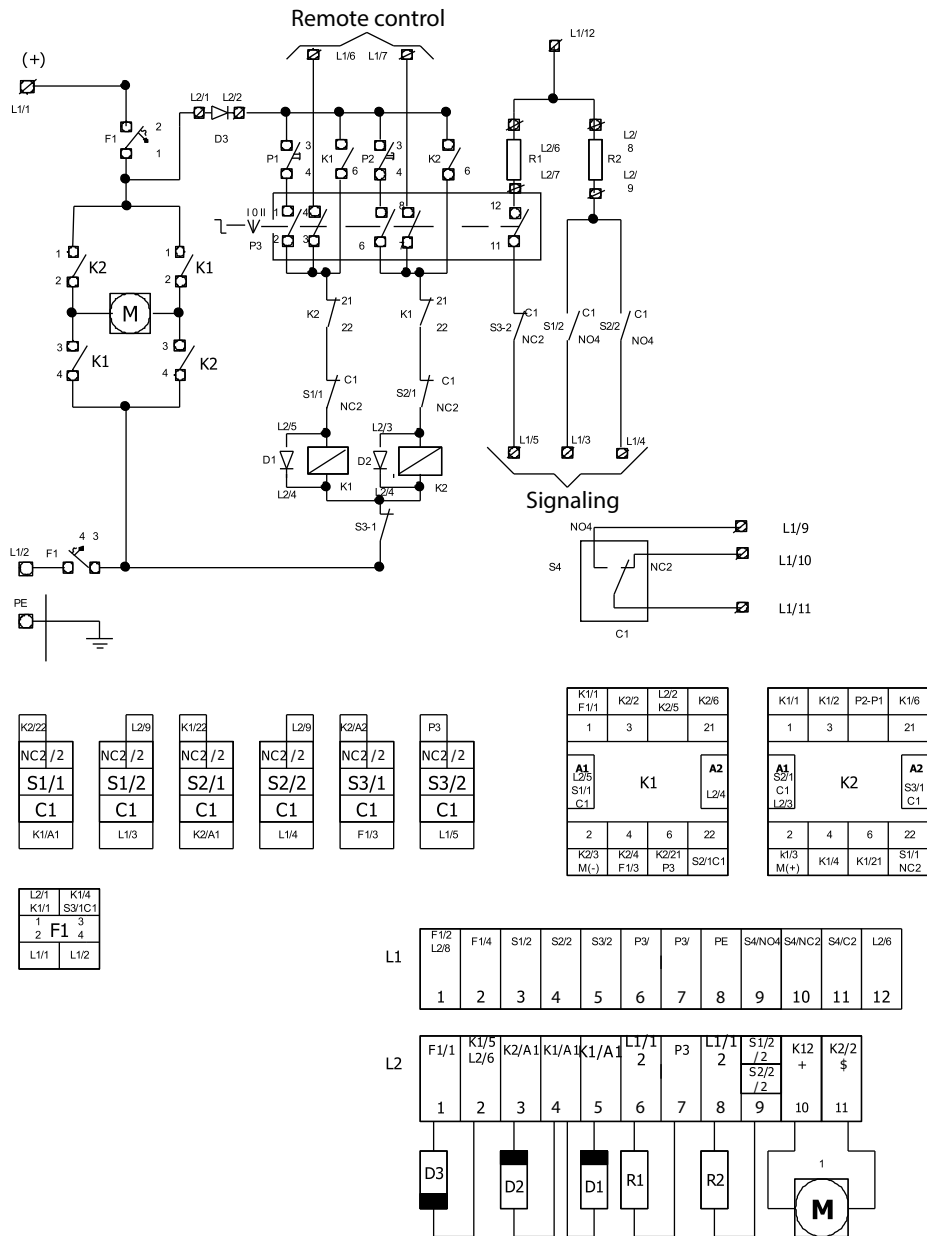 Remote control
L1/12
(+)
L1/6
L1/7
L1/1
L2/1
L2/2
D3
F1
2
1
P1
3
4
K1
6
P2
3
4
K2
6
R1
L2/6
L2/7
R2
L2/
8
L2/
9
I O II
P3
1
2
4
3
6
8
7
12
11
1
2
K2
1
2
K1
M
3
4
K1
3
4
K2
K2
21
22
K1
21
22
S3-2
C1
NC2
S1/2
C1
NO4
S2/2
C1
NO4
S1/1
C1
NC2
S2/1
C1
NC2
L2/5
D1
L2/4
K1
L2/3
D2
L2/4
K2
L1/5
L1/3
L1/4
Signaling
S3-1
L1/2
F1
4 3
PE
NO4
S4
NC2
C1
L1/9
L1/10
L1/11
K2/22
NC2 /2
S1/1
C1
K1/A1
L2/9
NC2 /2
S1/2
C1
L1/3
K1/22
NC2 /2
S2/1
C1
K2/A1
L2/9
NC2 /2
S2/2
C1
L1/4
K2/A2
NC2 /2
S3/1
C1
F1/3
P3
NC2 /2
S3/2
C1
L1/5
K1/1
F1/1
K2/2
L2/2
K2/5
K2/6
1
3
21
A1
L2/5
S1/1
C1
K1
A2
L2/4
2
4
6
22
K2/3
M(-)
K2/4
F1/3
K2/21
P3
S2/1C1
K1/1
K1/2
P2-P1
K1/6
1
3
21
A1
S2/1
C1
L2/3
K2
A2
S3/1
C1
2
4
6
22
k1/3
M(+)
K1/4
K1/21
S1/1
NC2
L2/1
K1/1
K1/4
S3/1C1
1
2
F1
3
4
L1/1
L1/2
L1
F1/2
L2/8
F1/4
S1/2
S2/2
S3/2
P3/
P3/
PE
S4/NO4
S4/NC2
S4/C2
L2/6
1 2 3 4 5 6 7 8 9 10 11 12
L2
F1/1
K1/5
L2/6
K2/A1
K1/A1
K1/A1
L1/1
2
P3
L1/1
2
S1/2
/2
S2/2
/2
K12
+
K2/2
$
1 2 3 4 5 6 7 8 9 10 11
D3
D2
D1
R1
R2
1
M